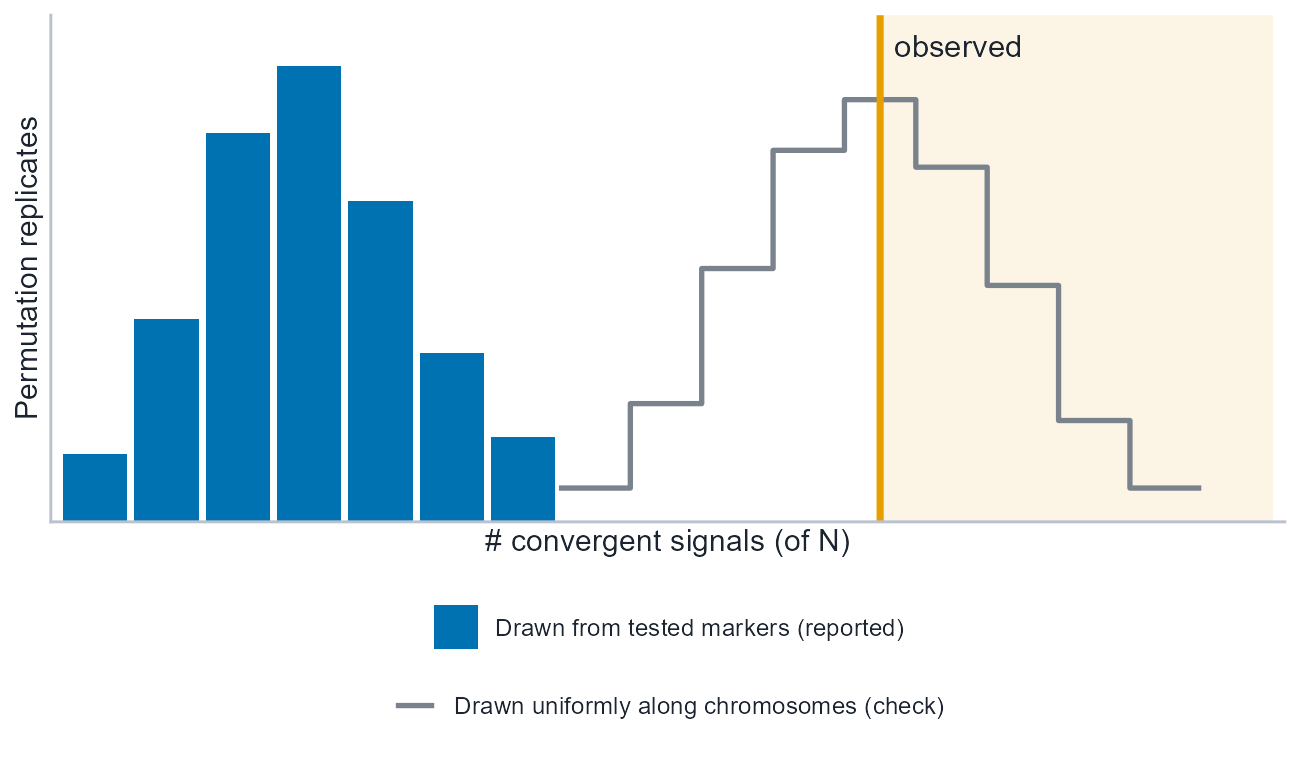 observed
Permutation replicates
# convergent signals (of N)
Drawn from tested markers (reported)
Drawn uniformly along chromosomes (check)